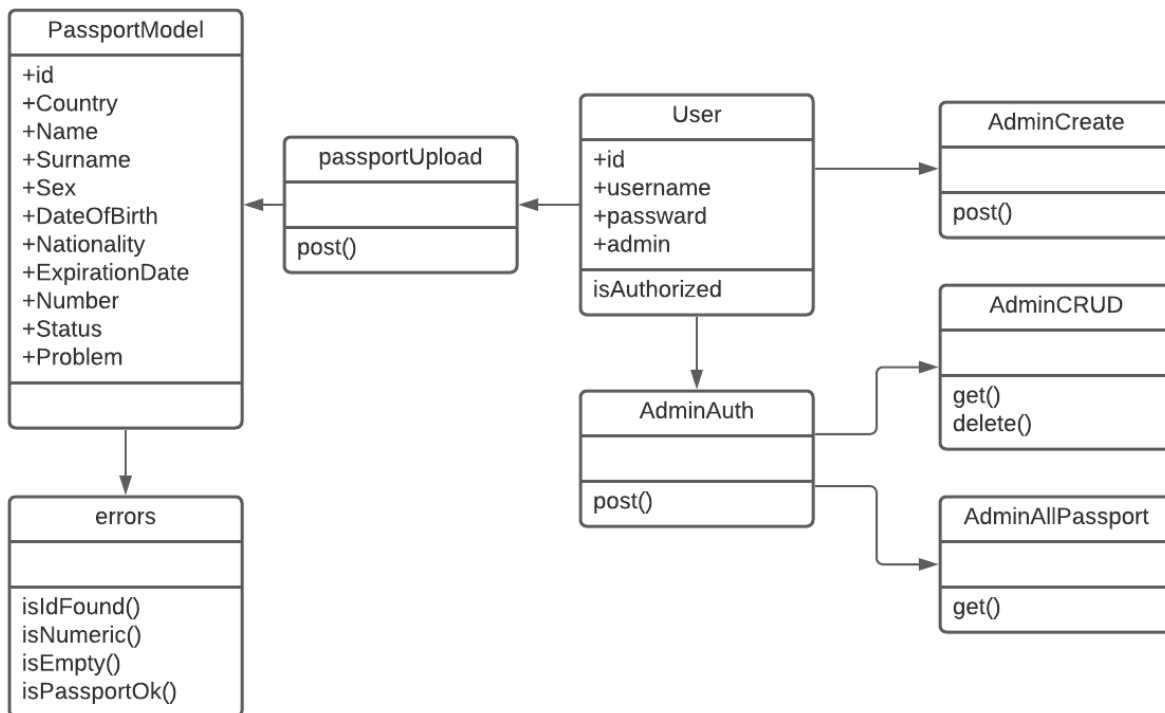 PassportModel
+id
+Country
+Name
+Surname
+Sex
+DateOfBirth
+Nationality
+ExpirationDate
+Number
+Status
+Problem
errors
isIdFound()
isNumeric()
isEmpty()
isPassportOk()
passportUpload
post()
User
+id
+username
+passward
+admin
isAuthorized
AdminAuth
post()
AdminCreate
post()
AdminCRUD
get()
delete()
AdminAllPassport
get()